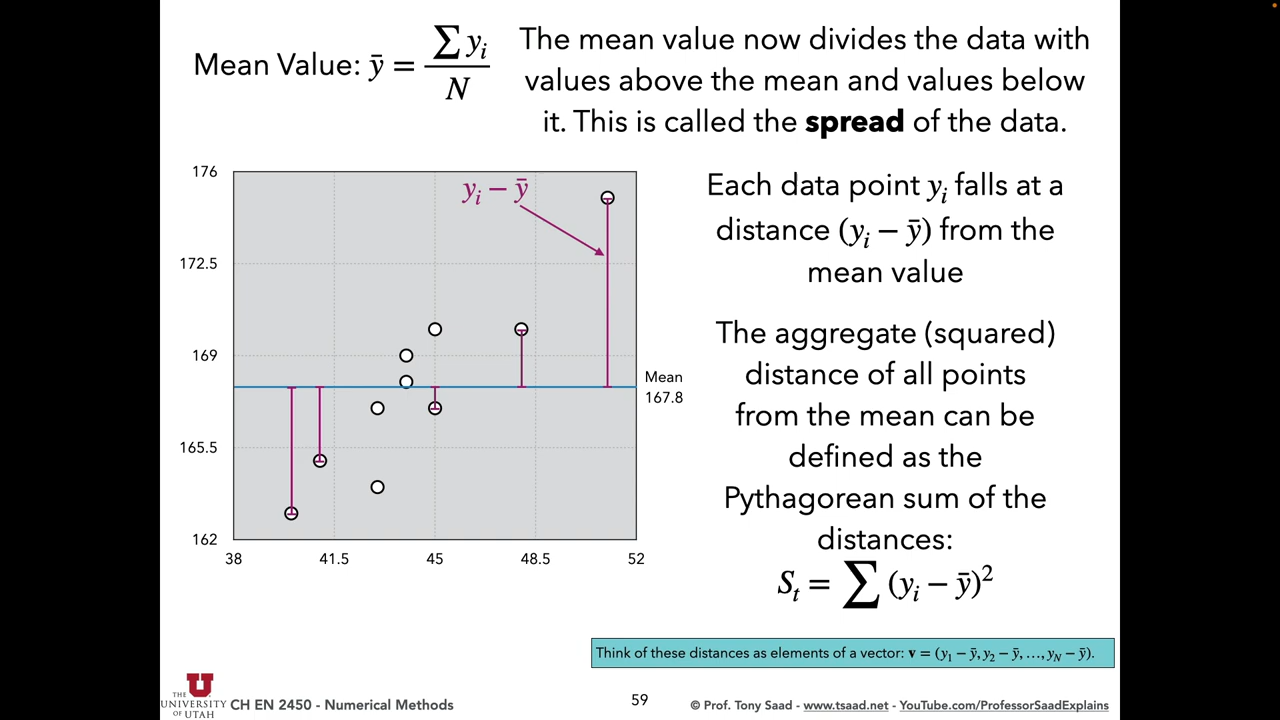 Mean Value: ȳ = ∑ yᵢ / N
The mean value now divides the data with
values above the mean and values below
it. This is called the spread of the data.
176
172.5
169
165.5
162
38 41.5 45 48.5 52
yᵢ − ȳ
Mean
167.8
Each data point yᵢ falls at a
distance (yᵢ − ȳ) from the
mean value
The aggregate (squared)
distance of all points
from the mean can be
defined as the
Pythagorean sum of the
distances:
Sₜ = ∑ (yᵢ − ȳ)²
Think of these distances as elements of a vector: v = (y₁ − ȳ, y₂ − ȳ, …, y_N − ȳ).
THE
UNIVERSITY
OF UTAH
CH EN 2450 - Numerical Methods
59
© Prof. Tony Saad - www.tsaad.net - YouTube.com/ProfessorSaadExplains